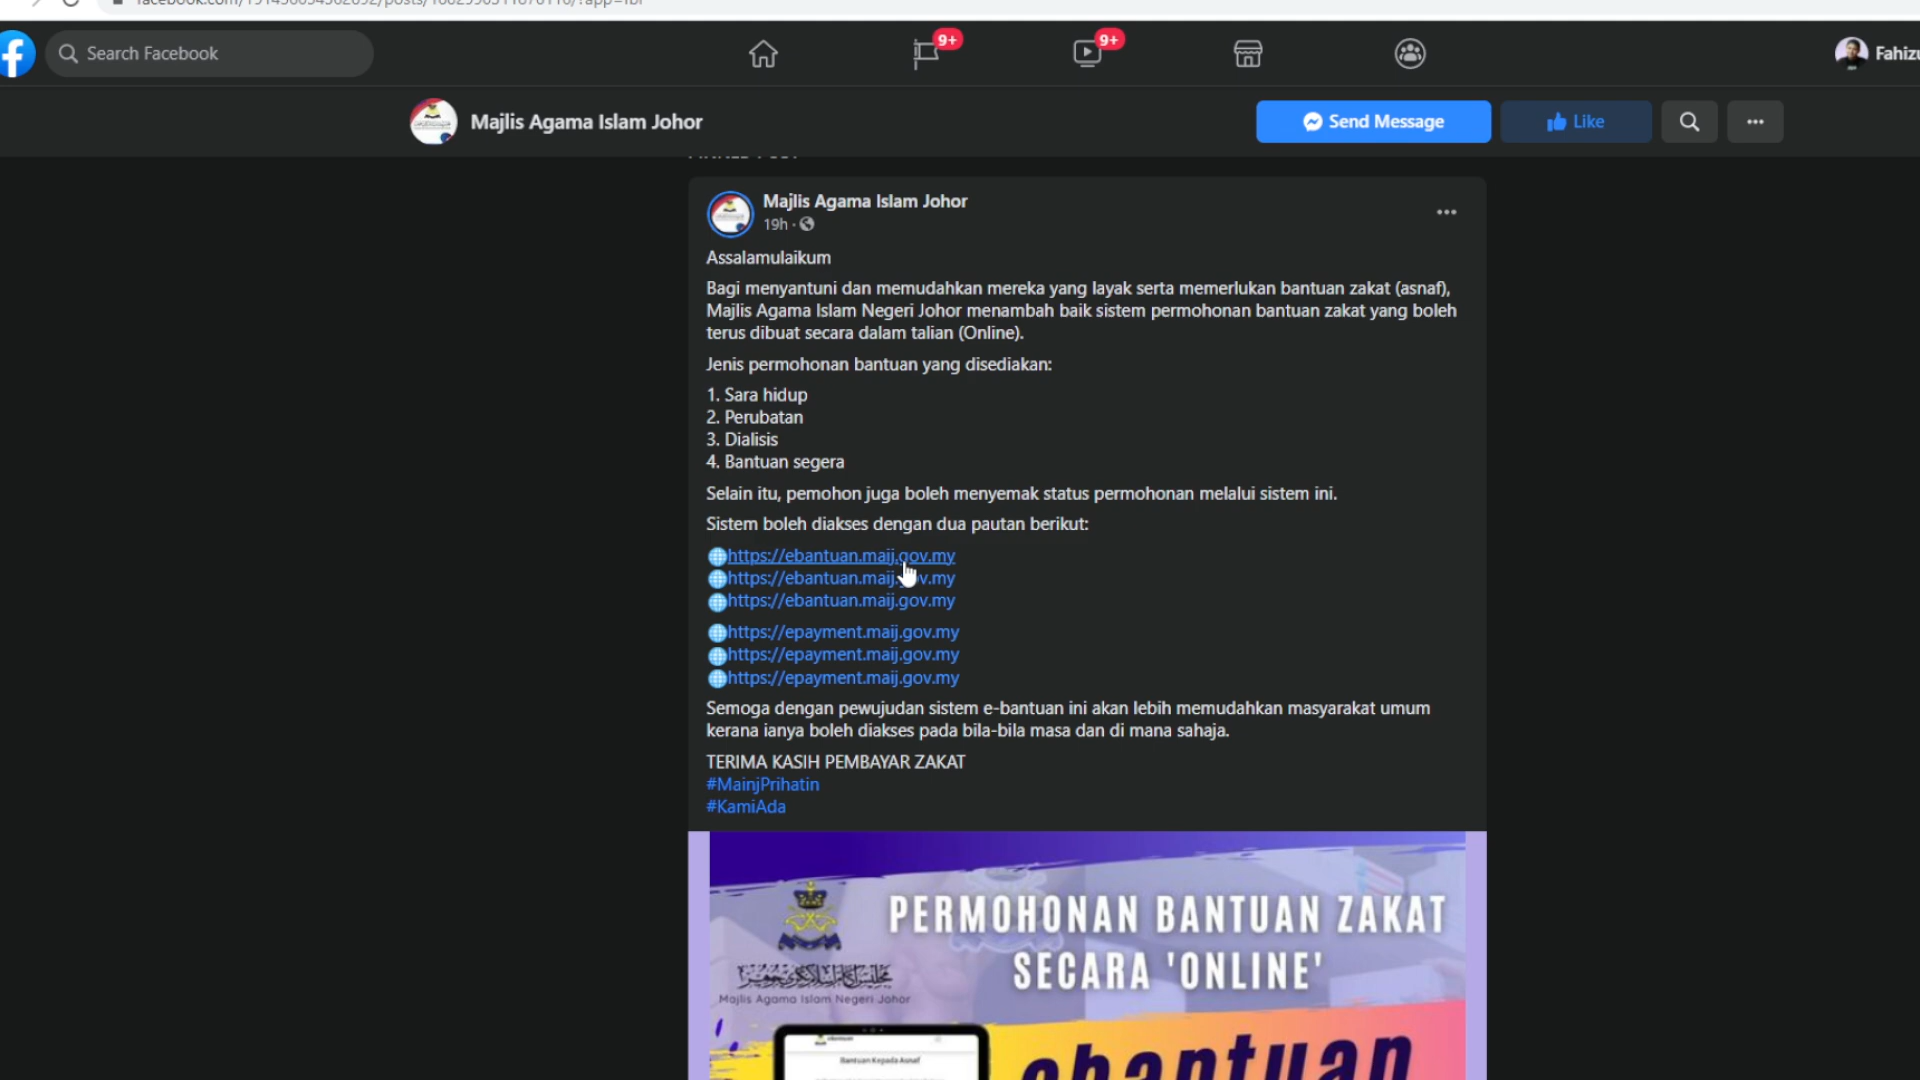 Search Facebook
9+
9+
Fahizu
Majlis Agama Islam Johor
Send Message
Like
Majlis Agama Islam Johor
19h ·
Assalamulaikum
Bagi menyantuni dan memudahkan mereka yang layak serta memerlukan bantuan zakat (asnaf),
Majlis Agama Islam Negeri Johor menambah baik sistem permohonan bantuan zakat yang boleh
terus dibuat secara dalam talian (Online).
Jenis permohonan bantuan yang disediakan:
1. Sara hidup
2. Perubatan
3. Dialisis
4. Bantuan segera
Selain itu, pemohon juga boleh menyemak status permohonan melalui sistem ini.
Sistem boleh diakses dengan dua pautan berikut:
https://ebantuan.maij.gov.my
https://ebantuan.maij.gov.my
https://ebantuan.maij.gov.my
https://epayment.maij.gov.my
https://epayment.maij.gov.my
https://epayment.maij.gov.my
Semoga dengan pewujudan sistem e-bantuan ini akan lebih memudahkan masyarakat umum
kerana ianya boleh diakses pada bila-bila masa dan di mana sahaja.
TERIMA KASIH PEMBAYAR ZAKAT
#MainjPrihatin
#KamiAda
PERMOHONAN BANTUAN ZAKAT
SECARA 'ONLINE'
Majlis Agama Islam Negeri Johor
Bantuan Kepada Asnaf
ebantuan